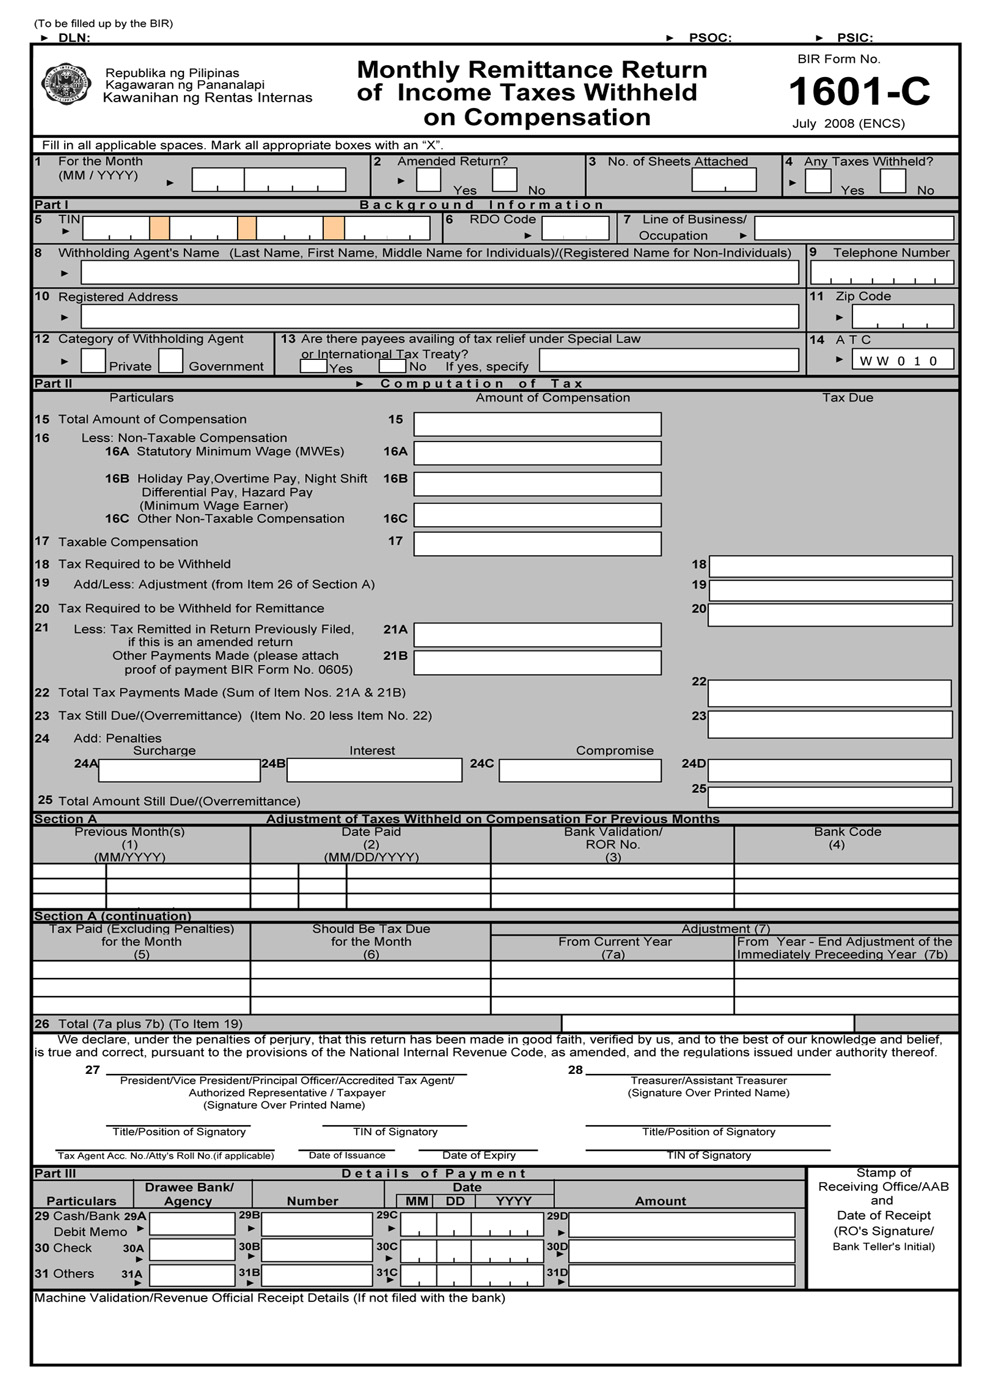 (To be filled up by the BIR)
► DLN: ► PSOC: ► PSIC:
Republika ng Pilipinas
Kagawaran ng Pananalapi
Kawanihan ng Rentas Internas
Monthly Remittance Return
of Income Taxes Withheld
on Compensation
BIR Form No.
1601-C
July 2008 (ENCS)
Fill in all applicable spaces. Mark all appropriate boxes with an “X”.
1 For the Month
(MM / YYYY) ►
2 Amended Return?
► Yes No
3 No. of Sheets Attached
4 Any Taxes Withheld?
► Yes No
Part I Background Information
5 TIN
►
6 RDO Code
►
7 Line of Business/
Occupation ►
8 Withholding Agent's Name (Last Name, First Name, Middle Name for Individuals)/(Registered Name for Non-Individuals)
►
9 Telephone Number
10 Registered Address
►
11 Zip Code
►
12 Category of Withholding Agent
► Private Government
13 Are there payees availing of tax relief under Special Law
or International Tax Treaty?
Yes No If yes, specify
14 A T C
► W W 0 1 0
Part II ► Computation of Tax
Particulars Amount of Compensation Tax Due
15 Total Amount of Compensation 15
16 Less: Non-Taxable Compensation
16A Statutory Minimum Wage (MWEs) 16A
16B Holiday Pay,Overtime Pay, Night Shift 16B
Differential Pay, Hazard Pay
(Minimum Wage Earner)
16C Other Non-Taxable Compensation 16C
17 Taxable Compensation 17
18 Tax Required to be Withheld 18
19 Add/Less: Adjustment (from Item 26 of Section A) 19
20 Tax Required to be Withheld for Remittance 20
21 Less: Tax Remitted in Return Previously Filed, 21A
if this is an amended return
Other Payments Made (please attach 21B
proof of payment BIR Form No. 0605)
22 Total Tax Payments Made (Sum of Item Nos. 21A & 21B) 22
23 Tax Still Due/(Overremittance) (Item No. 20 less Item No. 22) 23
24 Add: Penalties
Surcharge Interest Compromise
24A 24B 24C 24D
25 Total Amount Still Due/(Overremittance) 25
Section A Adjustment of Taxes Withheld on Compensation For Previous Months
Previous Month(s)
(1)
(MM/YYYY)
Date Paid
(2)
(MM/DD/YYYY)
Bank Validation/
ROR No.
(3)
Bank Code
(4)
Section A (continuation)
Tax Paid (Excluding Penalties)
for the Month
(5)
Should Be Tax Due
for the Month
(6)
Adjustment (7)
From Current Year
(7a)
From Year - End Adjustment of the
Immediately Preceeding Year (7b)
26 Total (7a plus 7b) (To Item 19)
We declare, under the penalties of perjury, that this return has been made in good faith, verified by us, and to the best of our knowledge and belief,
is true and correct, pursuant to the provisions of the National Internal Revenue Code, as amended, and the regulations issued under authority thereof.
27
President/Vice President/Principal Officer/Accredited Tax Agent/
Authorized Representative / Taxpayer
(Signature Over Printed Name)
28
Treasurer/Assistant Treasurer
(Signature Over Printed Name)
Title/Position of Signatory TIN of Signatory Title/Position of Signatory
Tax Agent Acc. No./Atty's Roll No.(if applicable) Date of Issuance Date of Expiry TIN of Signatory
Part III Details of Payment
Particulars
Drawee Bank/
Agency
Number
Date
MM DD YYYY
Amount
Stamp of
Receiving Office/AAB
and
Date of Receipt
(RO's Signature/
Bank Teller's Initial)
29 Cash/Bank 29A 29B 29C 29D
Debit Memo ► ► ►
30 Check 30A 30B 30C 30D
► ► ► ►
31 Others 31A 31B 31C 31D
► ► ►
Machine Validation/Revenue Official Receipt Details (If not filed with the bank)